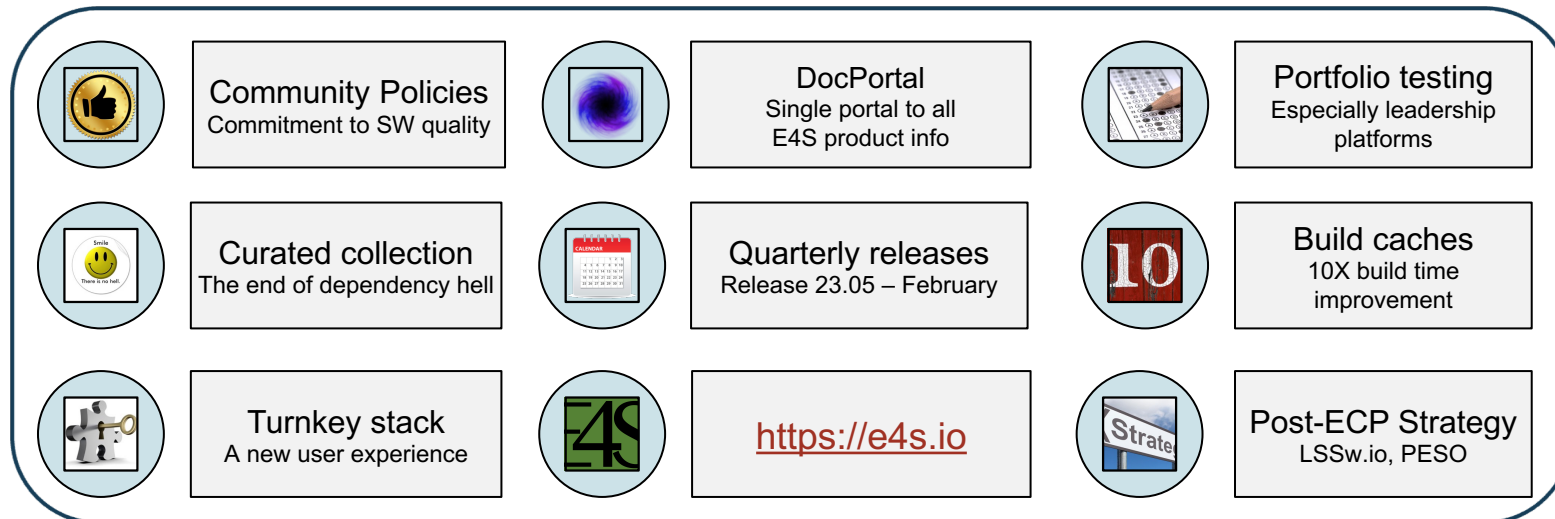 Community Policies
Commitment to SW quality
DocPortal
Single portal to all
E4S product info
Portfolio testing
Especially leadership
platforms
Smile
There is no hell.
Curated collection
The end of dependency hell
CALENDAR
Quarterly releases
Release 23.05 – February
10
Build caches
10X build time
improvement
Turnkey stack
A new user experience
E4S
https://e4s.io
Strate
Post-ECP Strategy
LSSw.io, PESO